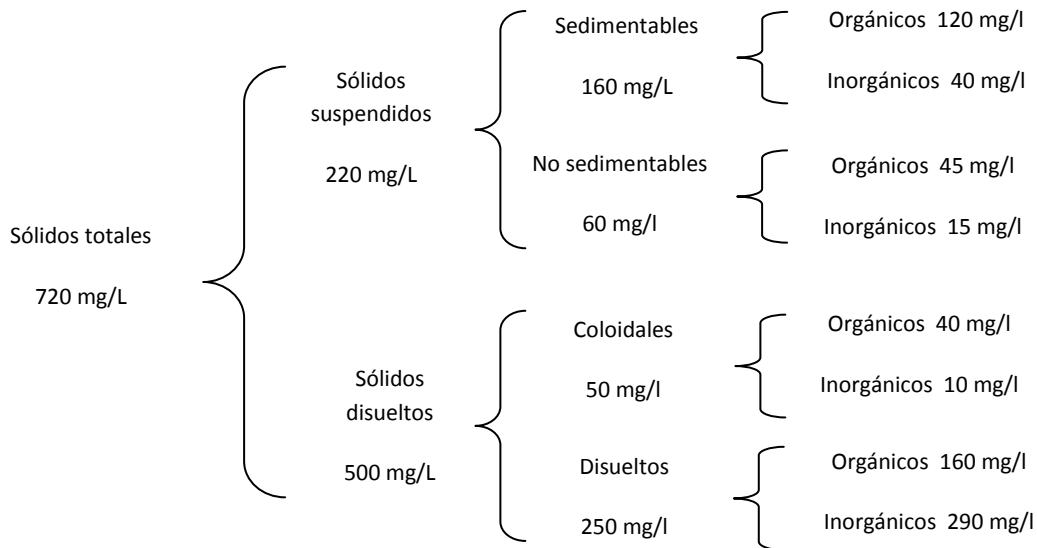 Sólidos totales
720 mg/L
Sólidos
suspendidos
220 mg/L
Sedimentables
160 mg/L
Orgánicos 120 mg/l
Inorgánicos 40 mg/l
No sedimentables
60 mg/l
Orgánicos 45 mg/l
Inorgánicos 15 mg/l
Sólidos
disueltos
500 mg/L
Coloidales
50 mg/l
Orgánicos 40 mg/l
Inorgánicos 10 mg/l
Disueltos
250 mg/l
Orgánicos 160 mg/l
Inorgánicos 290 mg/l